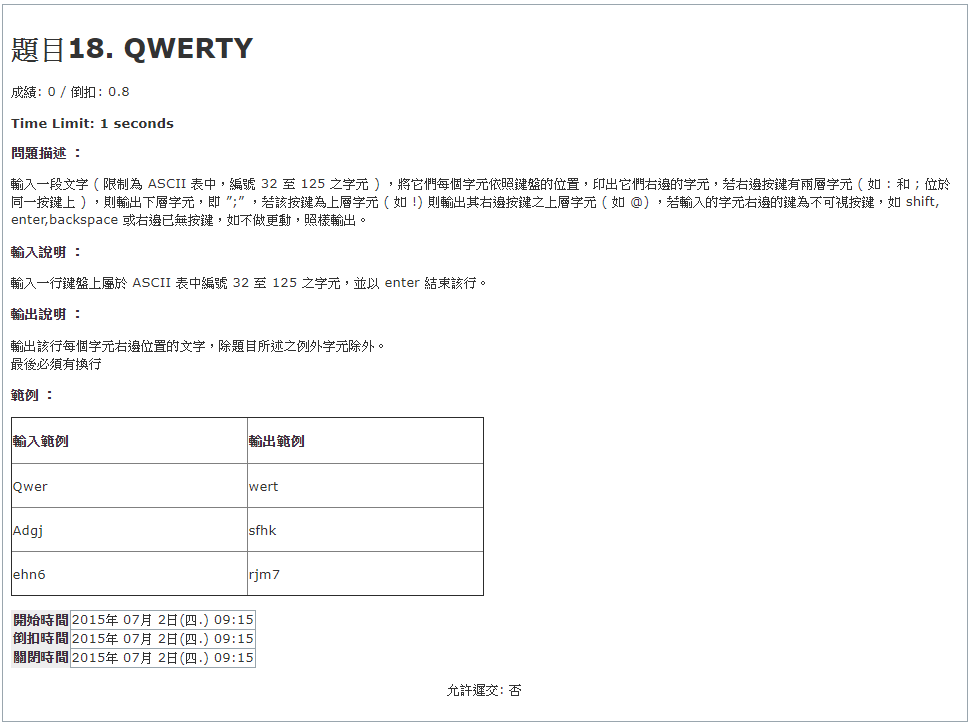 題目18. QWERTY
成績: 0 / 倒扣: 0.8
Time Limit: 1 seconds
問題描述 ：
輸入一段文字 ( 限制為 ASCII 表中，編號 32 至 125 之字元 ) ，將它們每個字元依照鍵盤的位置，印出它們右邊的字元，若右邊按鍵有兩層字元 ( 如 : 和 ; 位於
同一按鍵上 ) ，則輸出下層字元，即 ”;” ，若該按鍵為上層字元 ( 如 !) 則輸出其右邊按鍵之上層字元 ( 如 @) ，若輸入的字元右邊的鍵為不可視按鍵，如 shift,
enter,backspace 或右邊已無按鍵，如不做更動，照樣輸出。
輸入說明 ：
輸入一行鍵盤上屬於 ASCII 表中編號 32 至 125 之字元，並以 enter 結束該行。
輸出說明 ：
輸出該行每個字元右邊位置的文字，除題目所述之例外字元除外。
最後必須有換行
範例 ：
輸入範例 輸出範例
Qwer wert
Adgj sfhk
ehn6 rjm7
開始時間 2015年 07月 2日(四.) 09:15
倒扣時間 2015年 07月 2日(四.) 09:15
關閉時間 2015年 07月 2日(四.) 09:15
允許遲交: 否